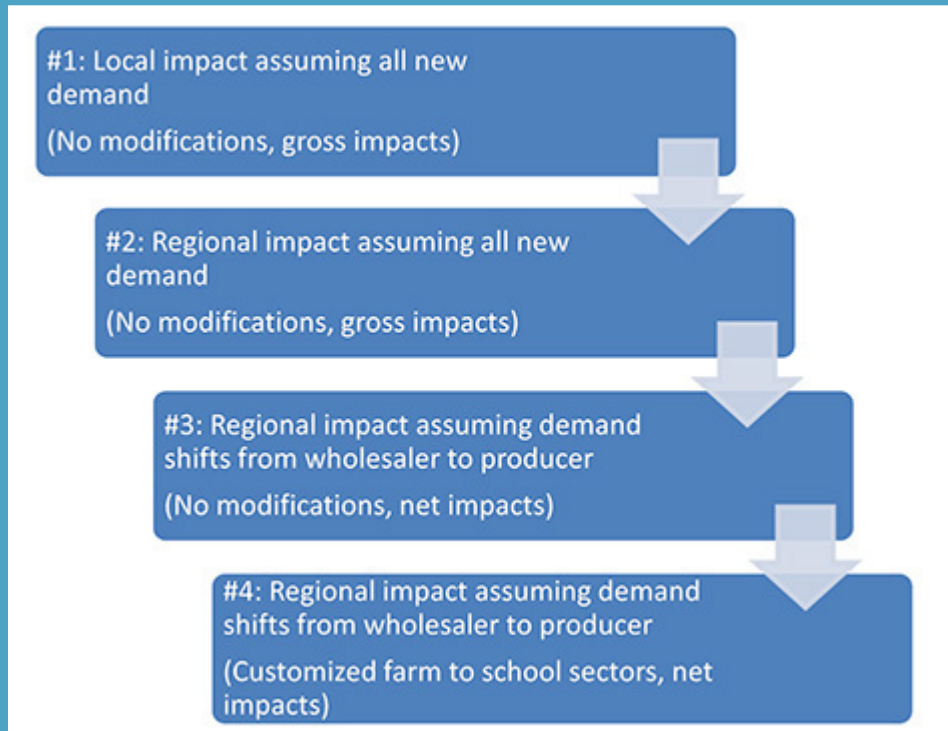 #1: Local impact assuming all new
demand
(No modifications, gross impacts)
#2: Regional impact assuming all new
demand
(No modifications, gross impacts)
#3: Regional impact assuming demand
shifts from wholesaler to producer
(No modifications, net impacts)
#4: Regional impact assuming demand
shifts from wholesaler to producer
(Customized farm to school sectors, net
impacts)